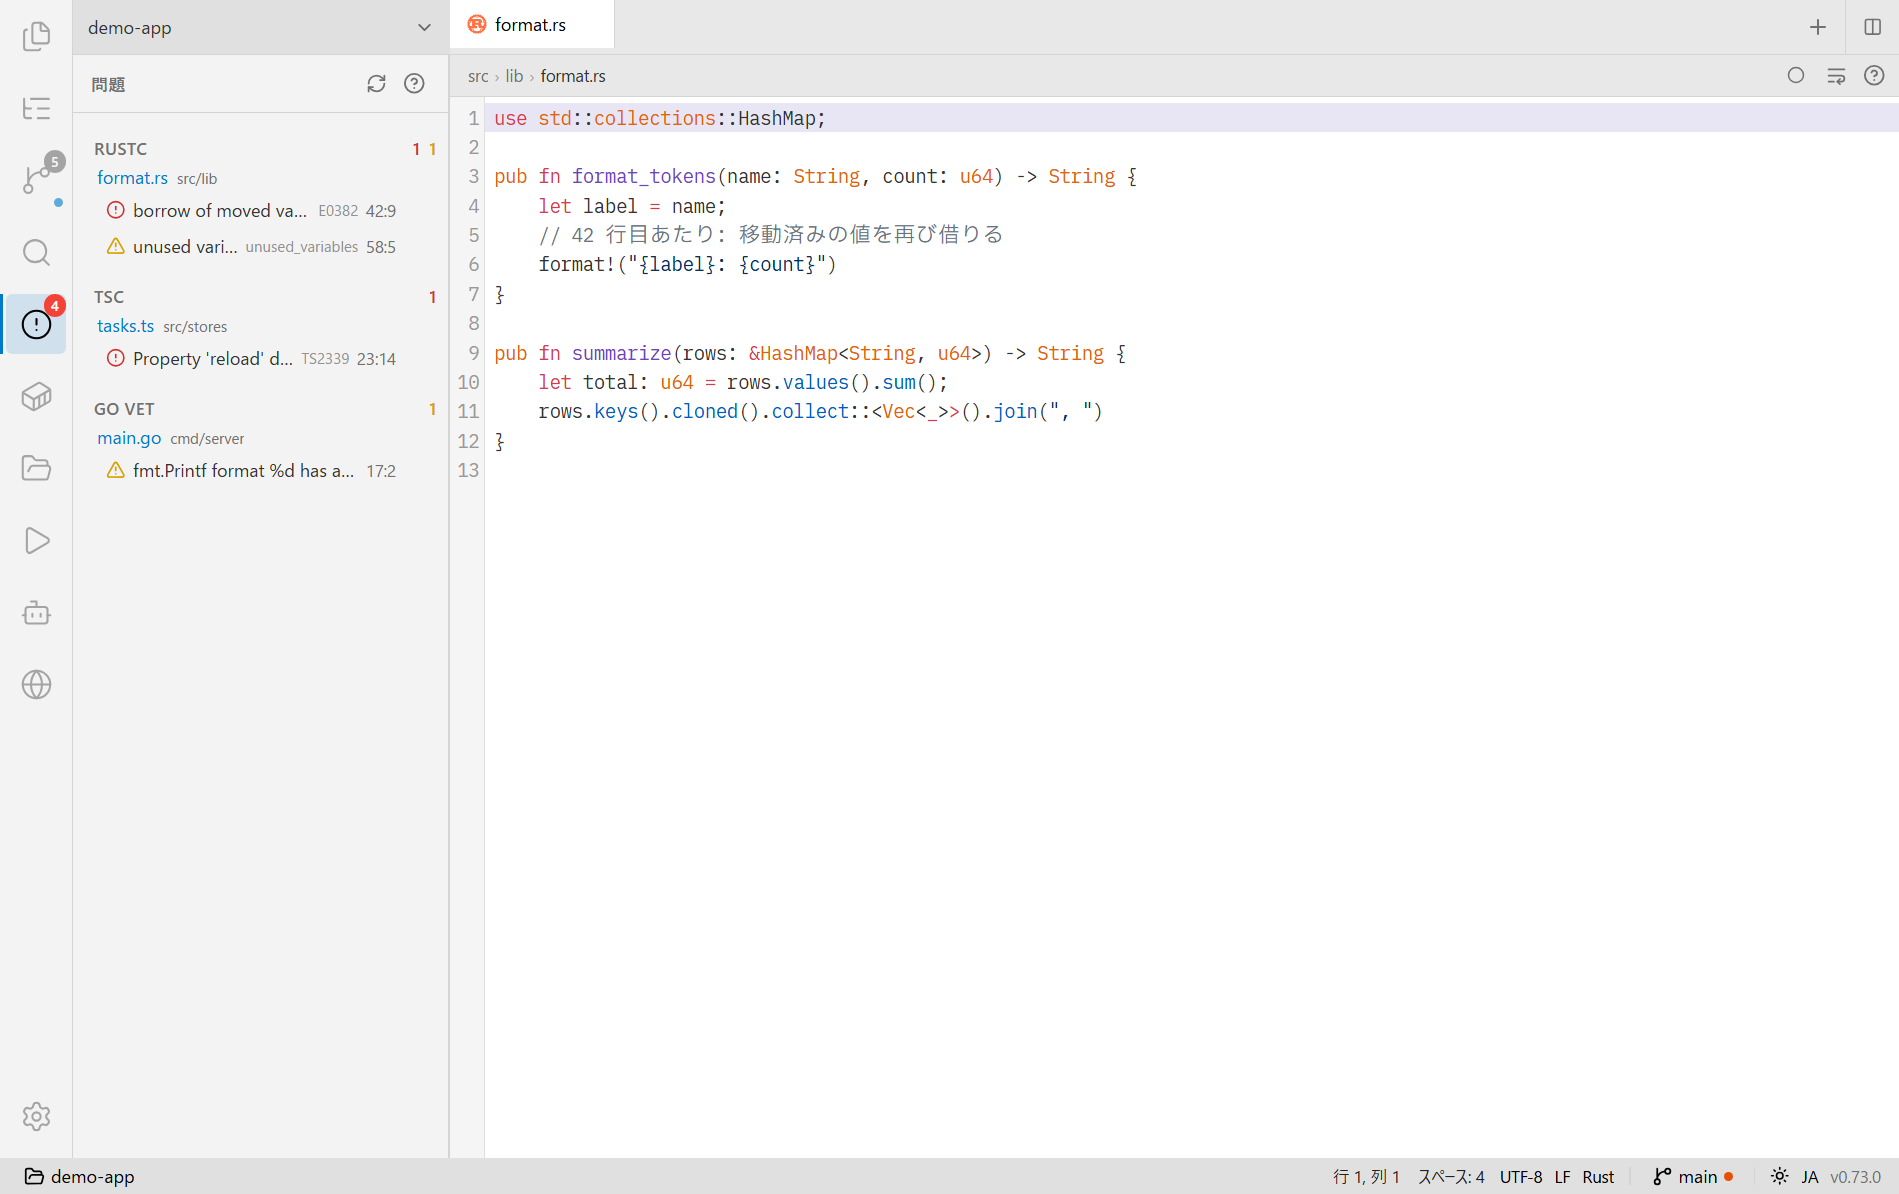 demo-app
format.rs
問題
src › lib › format.rs
5
4
RUSTC 1 1
format.rs src/lib
borrow of moved va... E0382 42:9
unused vari... unused_variables 58:5
TSC 1
tasks.ts src/stores
Property 'reload' d... TS2339 23:14
GO VET 1
main.go cmd/server
fmt.Printf format %d has a... 17:2
1 use std::collections::HashMap;
2
3 pub fn format_tokens(name: String, count: u64) -> String {
4     let label = name;
5     // 42 行目あたり: 移動済みの値を再び借りる
6     format!("{label}: {count}")
7 }
8
9 pub fn summarize(rows: &HashMap<String, u64>) -> String {
10     let total: u64 = rows.values().sum();
11     rows.keys().cloned().collect::<Vec<_>>().join(", ")
12 }
13
demo-app
行 1, 列 1 スペース: 4 UTF-8 LF Rust main JA v0.73.0